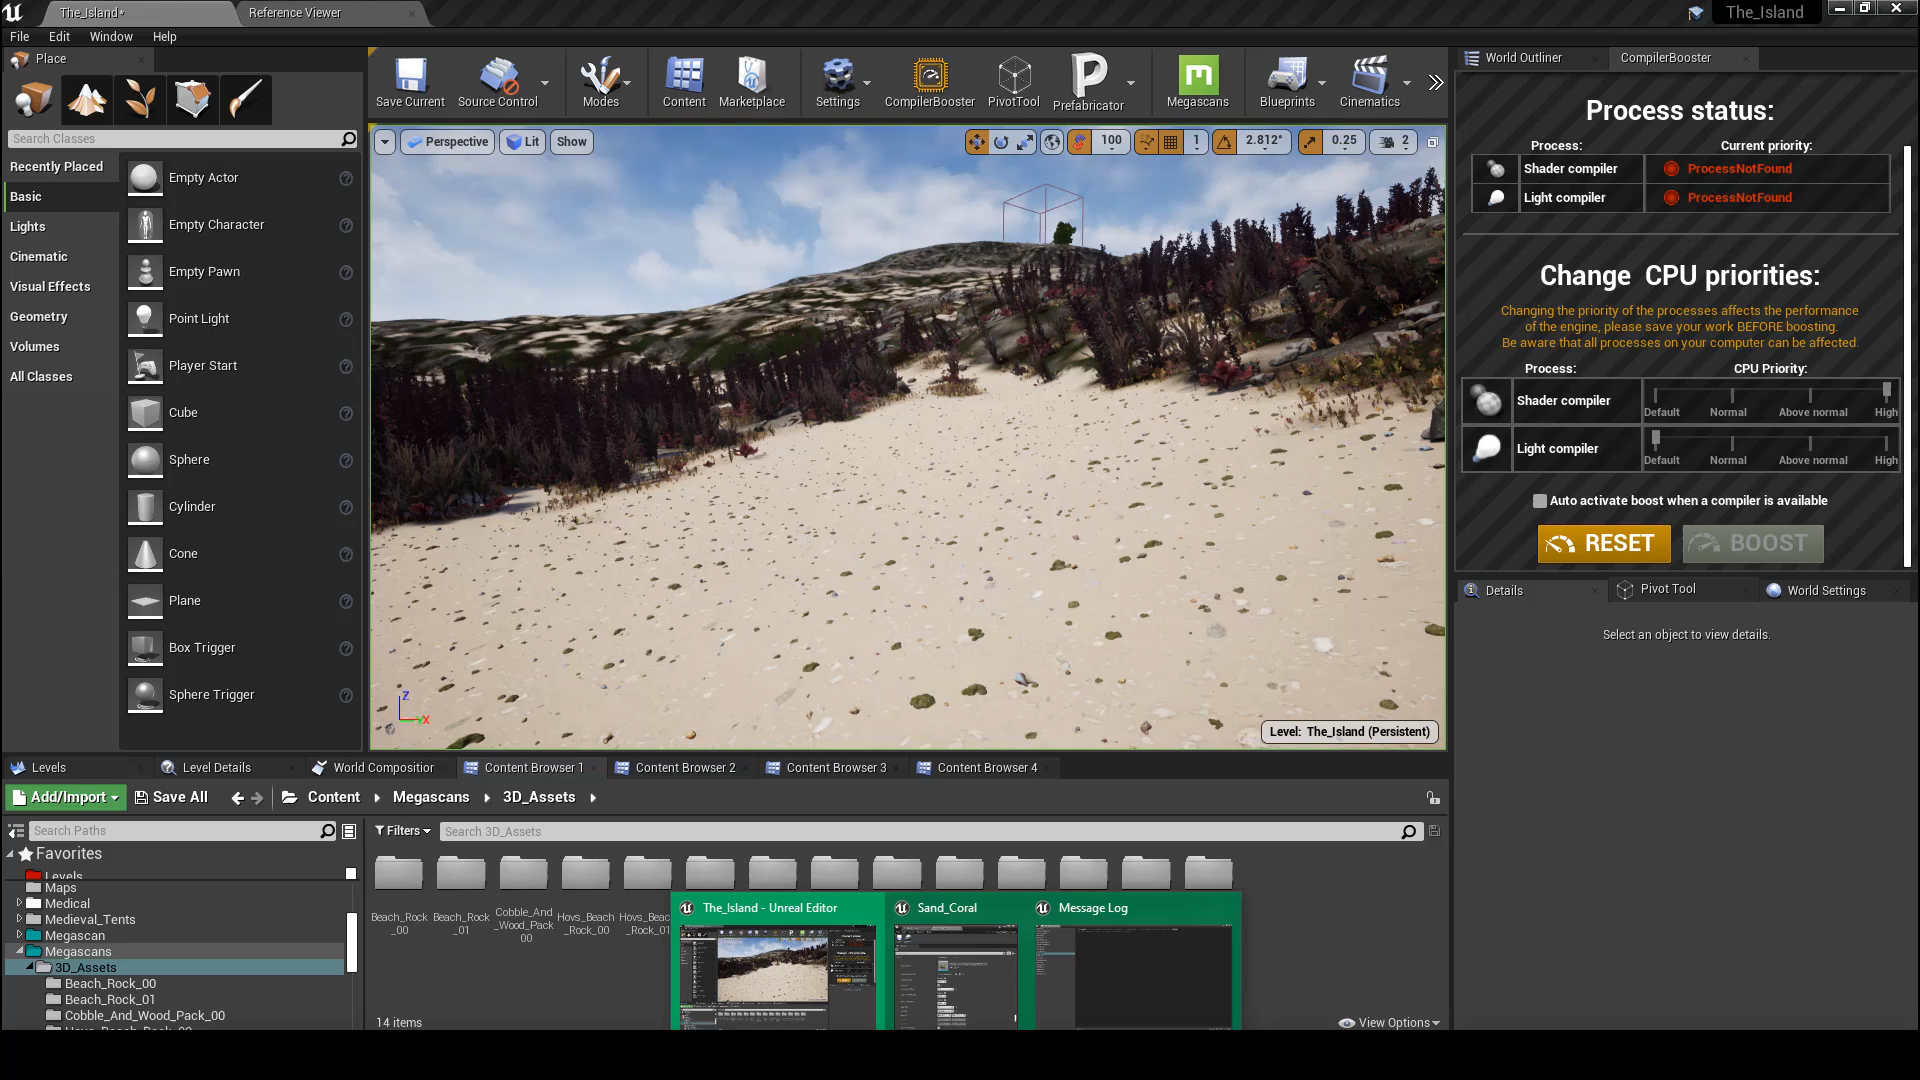 The_Island*
Reference Viewer
The_Island
File Edit Window Help
Place
Search Classes
Recently Placed
Basic
Lights
Cinematic
Visual Effects
Geometry
Volumes
All Classes
Empty Actor
Empty Character
Empty Pawn
Point Light
Player Start
Cube
Sphere
Cylinder
Cone
Plane
Box Trigger
Sphere Trigger
Save Current
Source Control
Modes
Content
Marketplace
Settings
CompilerBooster
PivotTool
Prefabricator
Megascans
Blueprints
Cinematics
Perspective
Lit
Show
100
1
2.812°
0.25
2
Z
X
Level: The_Island (Persistent)
World Outliner
CompilerBooster
Process status:
Process: Current priority:
Shader compiler ProcessNotFound
Light compiler ProcessNotFound
Change CPU priorities:
Changing the priority of the processes affects the performance
of the engine, please save your work BEFORE boosting.
Be aware that all processes on your computer can be affected.
Process: CPU Priority:
Shader compiler
Default Normal Above normal High
Light compiler
Default Normal Above normal High
Auto activate boost when a compiler is available
RESET
BOOST
Details
Pivot Tool
World Settings
Select an object to view details.
Levels
Level Details
World Compositior
Content Browser 1
Content Browser 2
Content Browser 3
Content Browser 4
Add/Import
Save All
Content
Megascans
3D_Assets
Search Paths
Favorites
Levels
Maps
Medical
Medieval_Tents
Megascan
Megascans
3D_Assets
Beach_Rock_00
Beach_Rock_01
Cobble_And_Wood_Pack_00
Hovs_Beach_Rock_00
Filters
Search 3D_Assets
Beach_Rock
_00
Beach_Rock
_01
Cobble_And
_Wood_Pack
_00
Hovs_Beach
_Rock_00
Hovs_Beac
_Rock_01
The_Island - Unreal Editor
Sand_Coral
Message Log
14 items
View Options